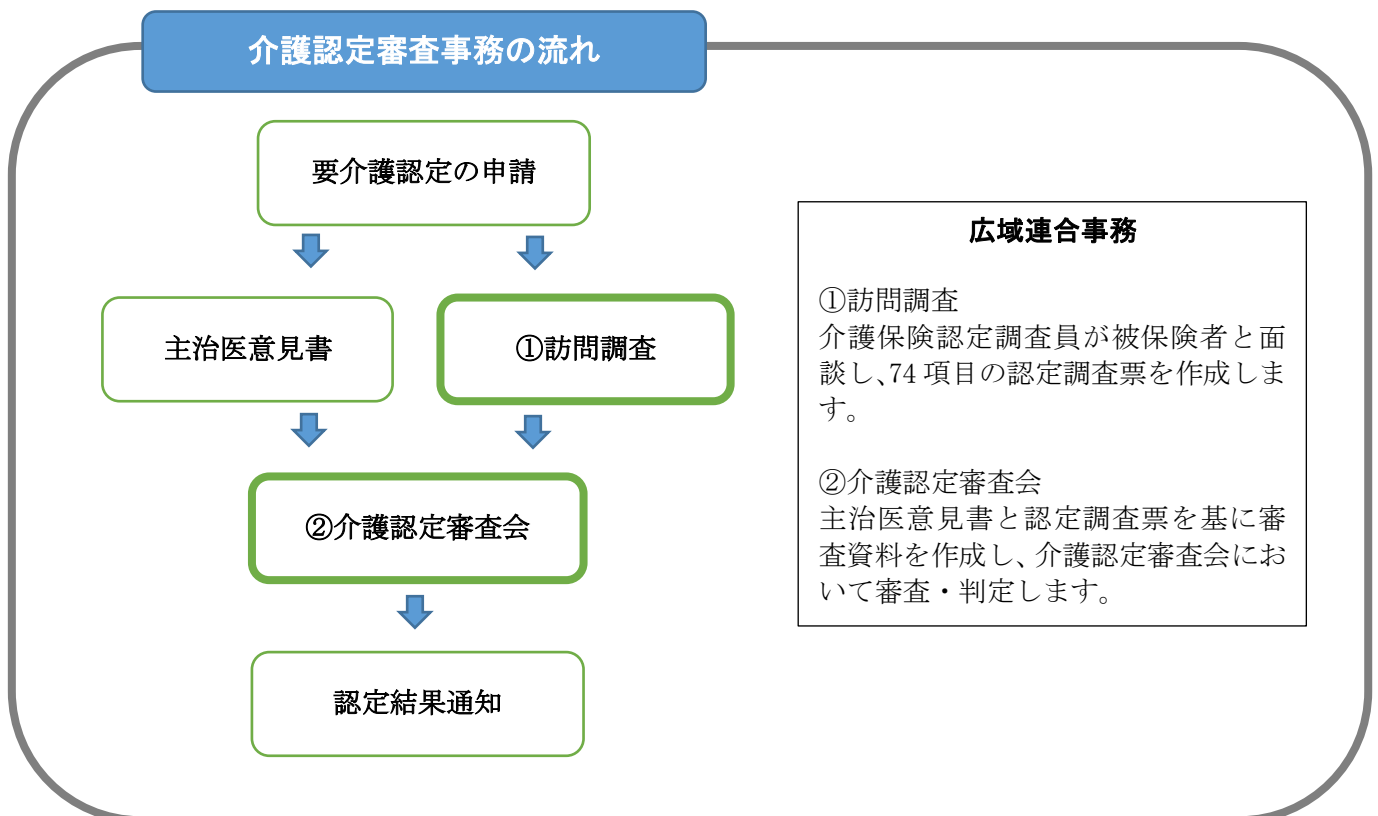 介護認定審査事務の流れ
要介護認定の申請
主治医意見書
①訪問調査
②介護認定審査会
認定結果通知
広域連合事務
①訪問調査
介護保険認定調査員が被保険者と面
談し、74 項目の認定調査票を作成しま
す。
②介護認定審査会
主治医意見書と認定調査票を基に審
査資料を作成し、介護認定審査会にお
いて審査・判定します。